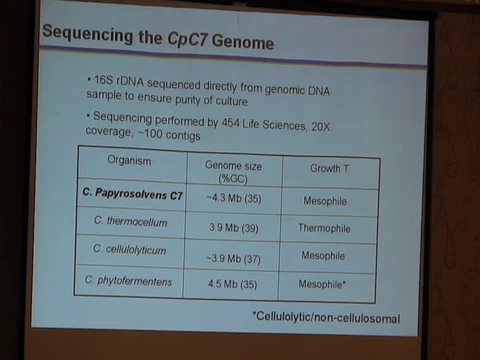 Sequencing the CpC7 Genome
• 16S rDNA sequenced directly from genomic DNA
sample to ensure purity of culture
• Sequencing performed by 454 Life Sciences, 20X
coverage, ~100 contigs
Organism Genome size (%GC) Growth T
C. Papyrosolvens C7 ~4.3 Mb (35) Mesophile
C. thermocellum 3.9 Mb (39) Thermophile
C. cellulolyticum ~3.9 Mb (37) Mesophile
C. phytofermentens 4.5 Mb (35) Mesophile*
*Cellulolytic/non-cellulosomal